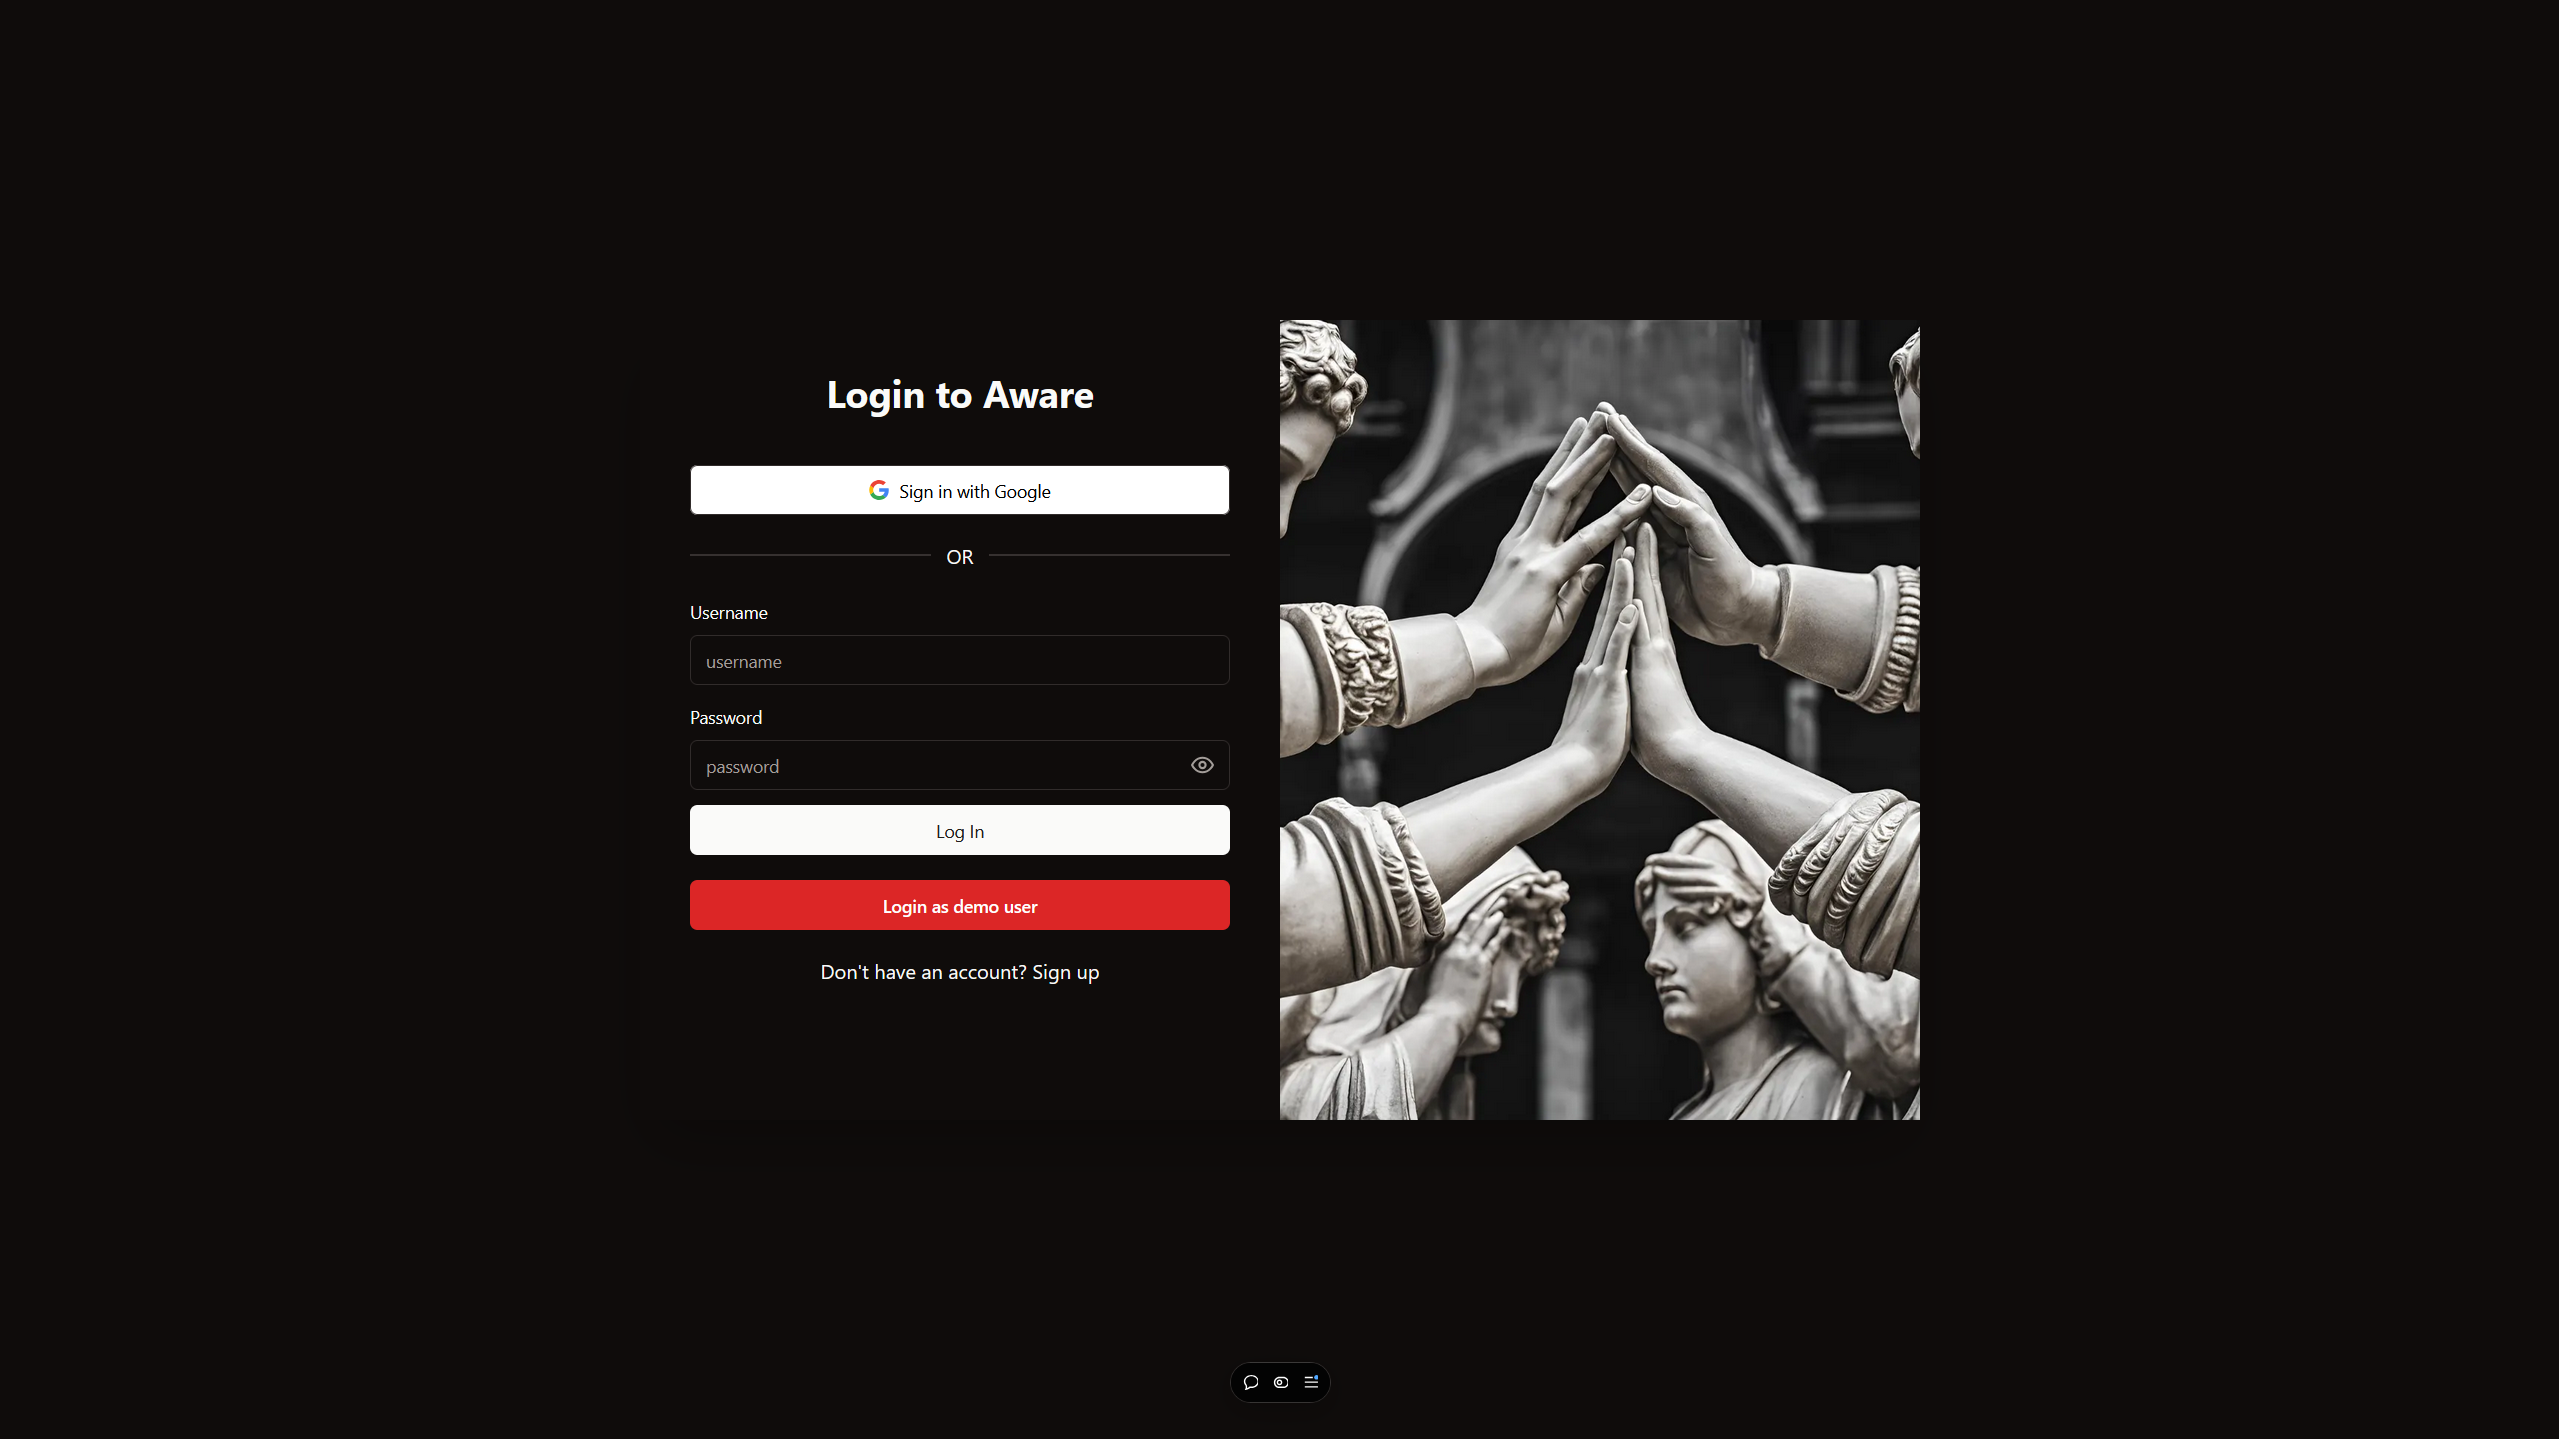 Login to Aware
Sign in with Google
OR
Username
username
Password
password
Log In
Login as demo user
Don't have an account? Sign up